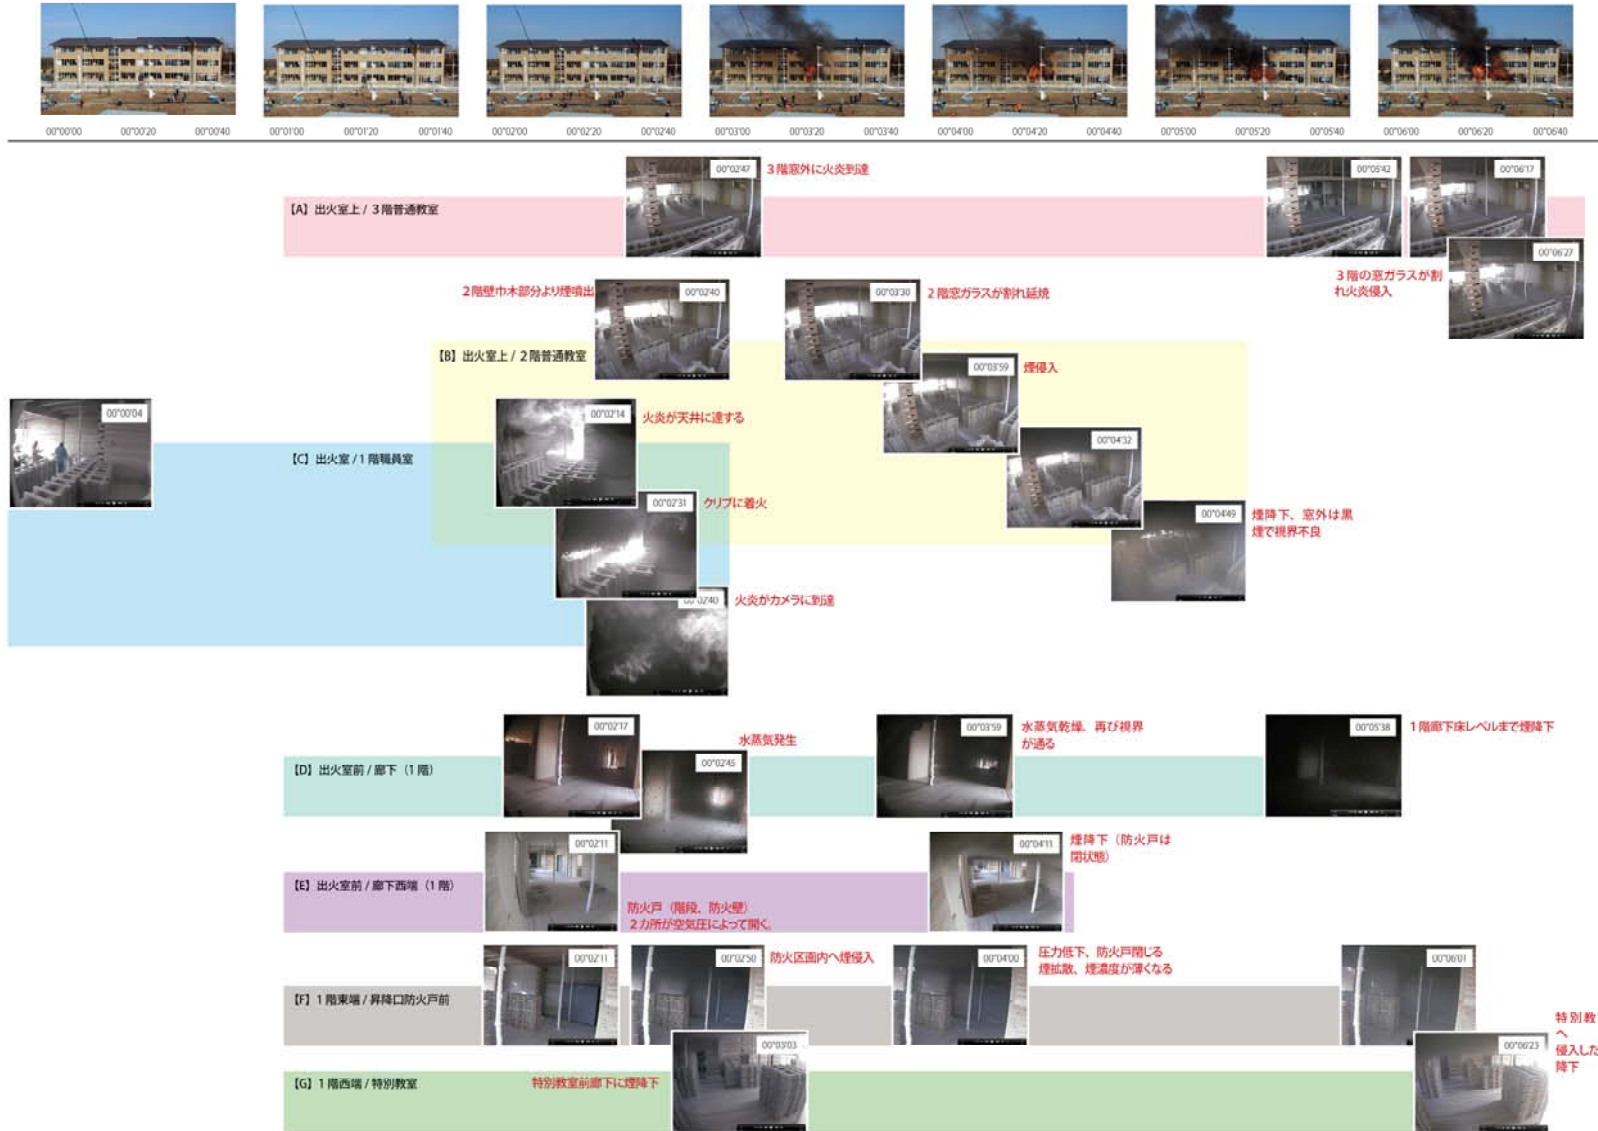 00"00'00 00"00'20 00"00'40 00"01'00 00"01'20 00"01'40 00"02'00 00"02'20 00"02'40 00"03'00 00"03'20 00"03'40 00"04'00 00"04'20 00"04'40 00"05'00 00"05'20 00"05'40 00"06'00 00"06'20 00"06'40
00"02'47
3階窓外に火炎到達
00"05'42
00"06'17
【A】出火室上 / 3階普通教室
00"06'27
3階の窓ガラスが割
れ火炎侵入
2階壁巾木部分より煙噴出
00"02'40
00"03'30
2階窓ガラスが割れ延焼
【B】出火室上 / 2階普通教室
00"03'59
煙侵入
00"00'04
00"02'14
火炎が天井に達する
00"04'32
【C】出火室 / 1階職員室
00"02'31
クリブに着火
00"04'49
煙降下、窓外は黒
煙で視界不良
00"02'40
火炎がカメラに到達
00"02'17
水蒸気発生
00"03'59
水蒸気乾燥、再び視界
が通る
00"05'38
1階廊下床レベルまで煙降下
【D】出火室前 / 廊下（1階）
00"02'45
00"02'11
00"04'11
煙降下（防火戸は
閉状態）
【E】出火室前 / 廊下西端（1階）
防火戸（階段、防火壁）
2カ所が空気圧によって開く。
00"02'11
00"02'50
防火区画内へ煙侵入
00"04'00
圧力低下、防火戸閉じる
煙拡散、煙濃度が薄くなる
00"06'01
【F】1階東端 / 昇降口防火戸前
00"03'03
00"06'23
特別教
へ
侵入した
降下
【G】1階西端 / 特別教室
特別教室前廊下に煙降下